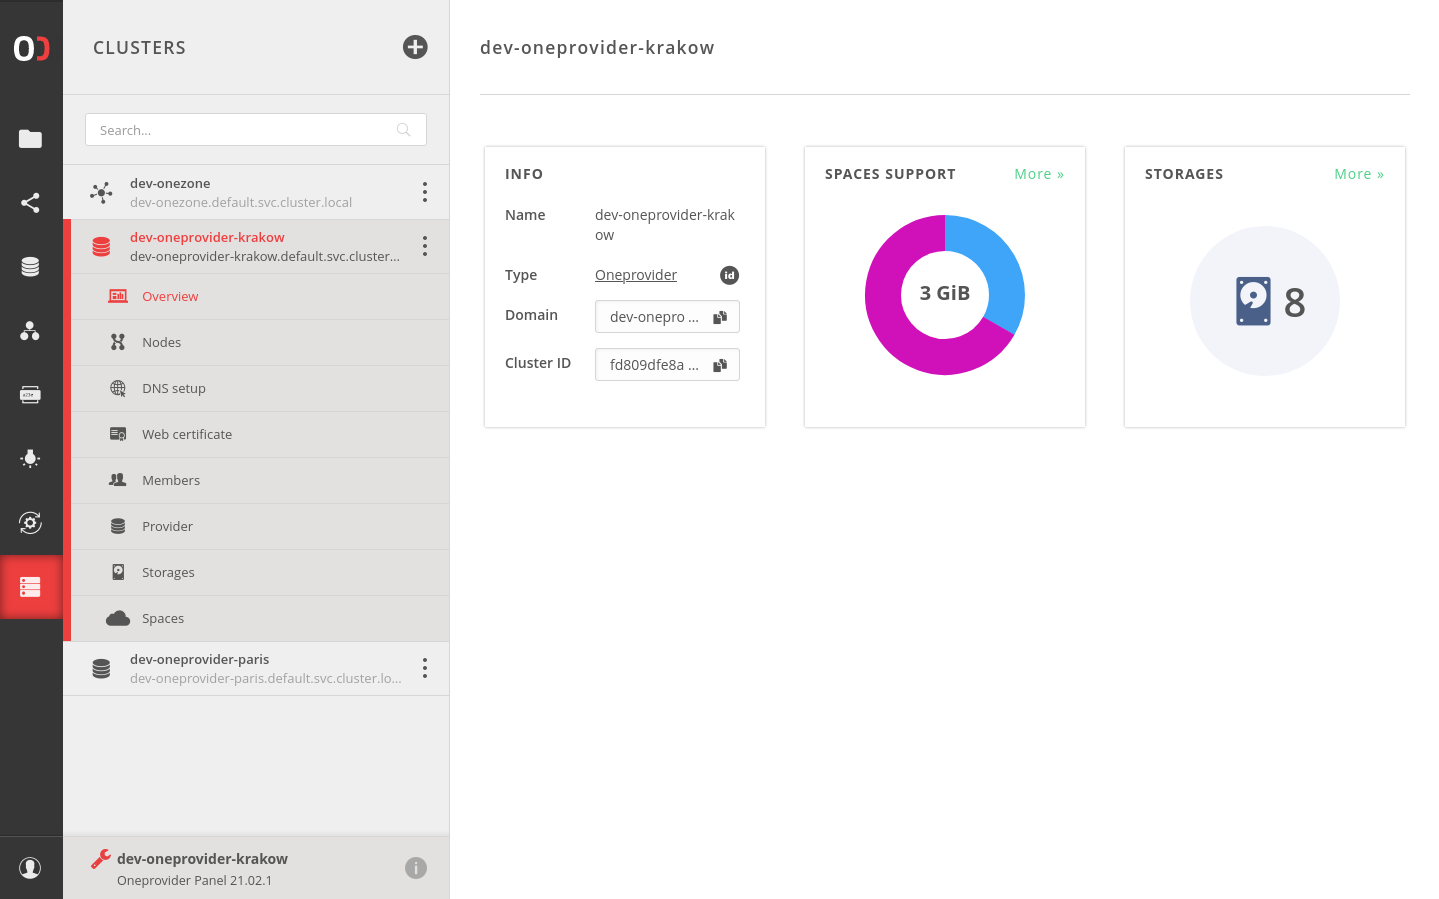 CLUSTERS
Search...
dev-onezone
dev-onezone.default.svc.cluster.local
dev-oneprovider-krakow
dev-oneprovider-krakow.default.svc.cluster...
Overview
Nodes
DNS setup
Web certificate
Members
Provider
Storages
Spaces
dev-oneprovider-paris
dev-oneprovider-paris.default.svc.cluster.lo...
dev-oneprovider-krakow
Oneprovider Panel 21.02.1
dev-oneprovider-krakow
INFO
Name dev-oneprovider-krak
ow
Type Oneprovider id
Domain dev-onepro ...
Cluster ID fd809dfe8a ...
SPACES SUPPORT More »
3 GiB
STORAGES More »
8